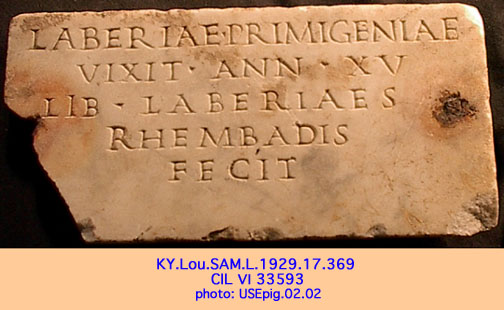 LABERIAE·PRIMIGENIAE
VIXIT · ANN · XV
LIB · LABERIAES
RHEMBADIS
FECIT
KY.Lou.SAM.L.1929.17.369
CIL VI 33593
photo: USEpig.02.02